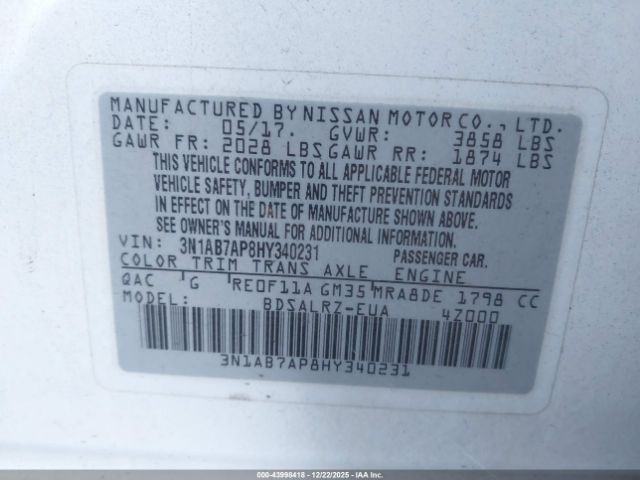 MANUFACTURED BY NISSAN MOTOR CO., LTD.
DATE: 05/17. GVWR: 3858 LBS
GAWR FR: 2028 LBS GAWR RR: 1874 LBS
THIS VEHICLE CONFORMS TO ALL APPLICABLE FEDERAL MOTOR
VEHICLE SAFETY, BUMPER AND THEFT PREVENTION STANDARDS
IN EFFECT ON THE DATE OF MANUFACTURE SHOWN ABOVE.
SEE OWNER'S MANUAL FOR ADDITIONAL INFORMATION.
VIN: 3N1AB7AP8HY340231 PASSENGER CAR.
COLOR TRIM TRANS AXLE ENGINE
QAC G RE0F11A GM35 MRA8DE 1798 CC
MODEL: BDSALRZ-EUA 4Z000
3N1AB7AP8HY340231
000-43998418 • 12/22/2025 • IAA Inc.